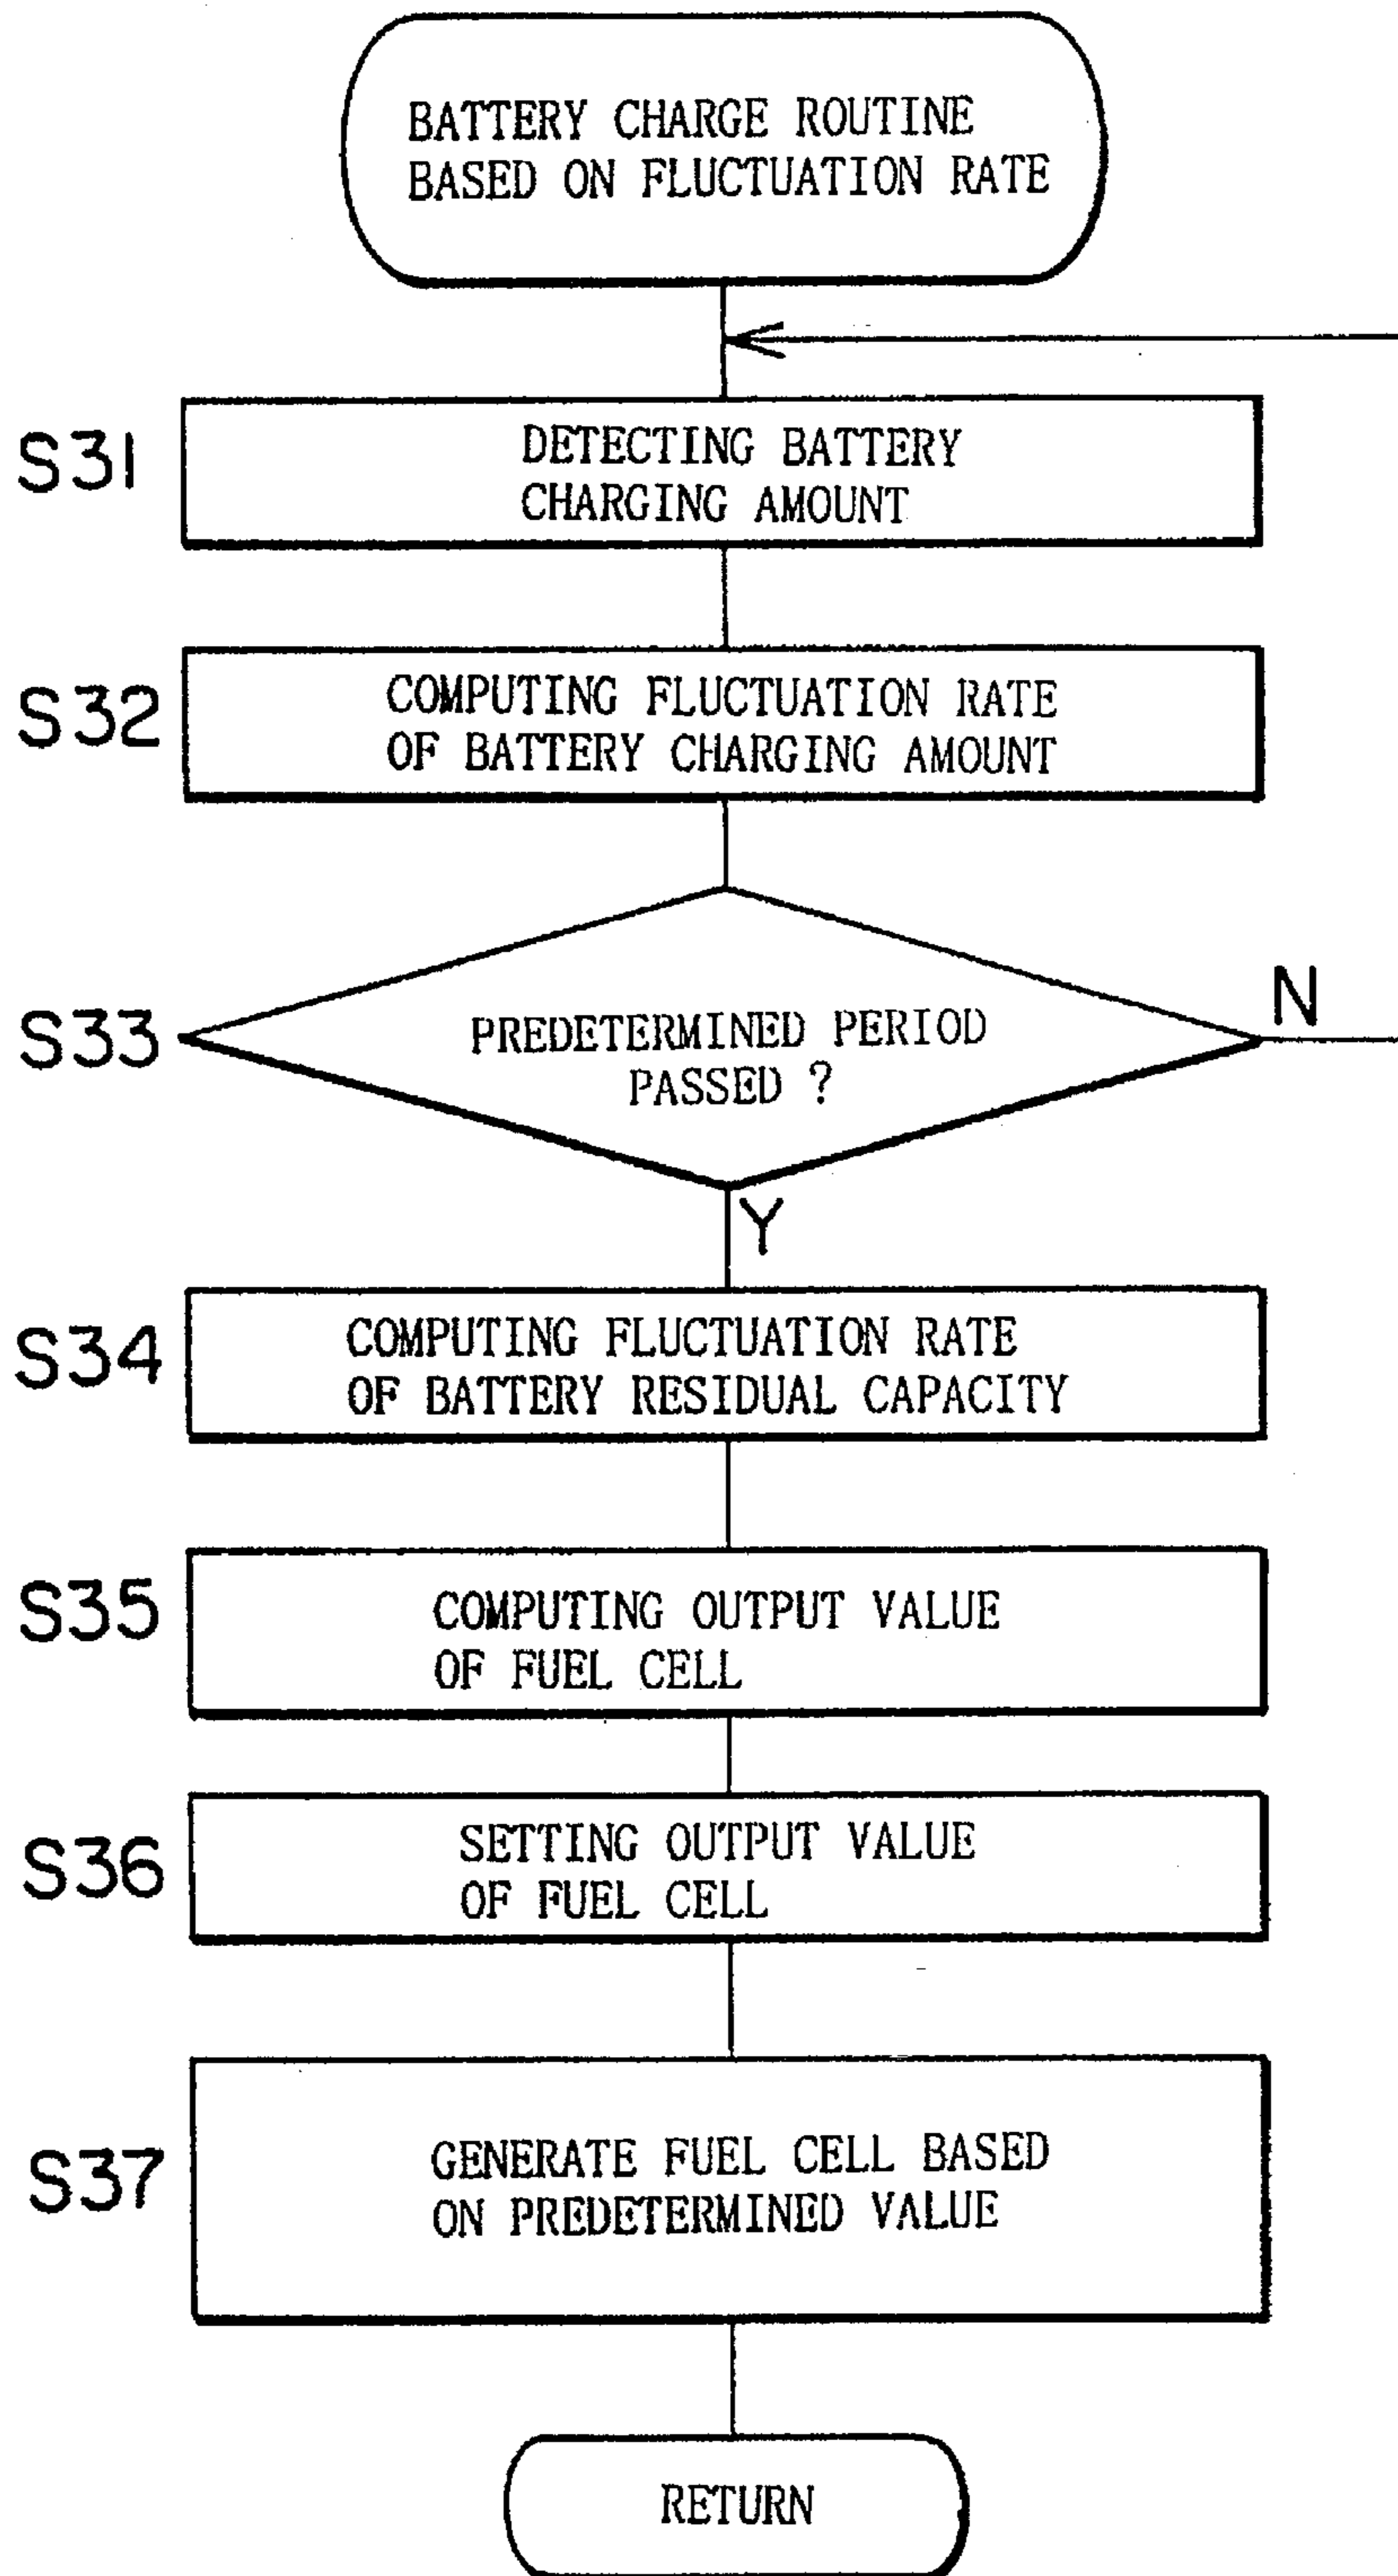 BATTERY CHARGE ROUTINE
BASED ON FLUCTUATION RATE
S31
DETECTING BATTERY
CHARGING AMOUNT
S32
COMPUTING FLUCTUATION RATE
OF BATTERY CHARGING AMOUNT
S33
PREDETERMINED PERIOD
PASSED ?
N
Y
S34
COMPUTING FLUCTUATION RATE
OF BATTERY RESIDUAL CAPACITY
S35
COMPUTING OUTPUT VALUE
OF FUEL CELL
S36
SETTING OUTPUT VALUE
OF FUEL CELL
S37
GENERATE FUEL CELL BASED
ON PREDETERMINED VALUE
RETURN